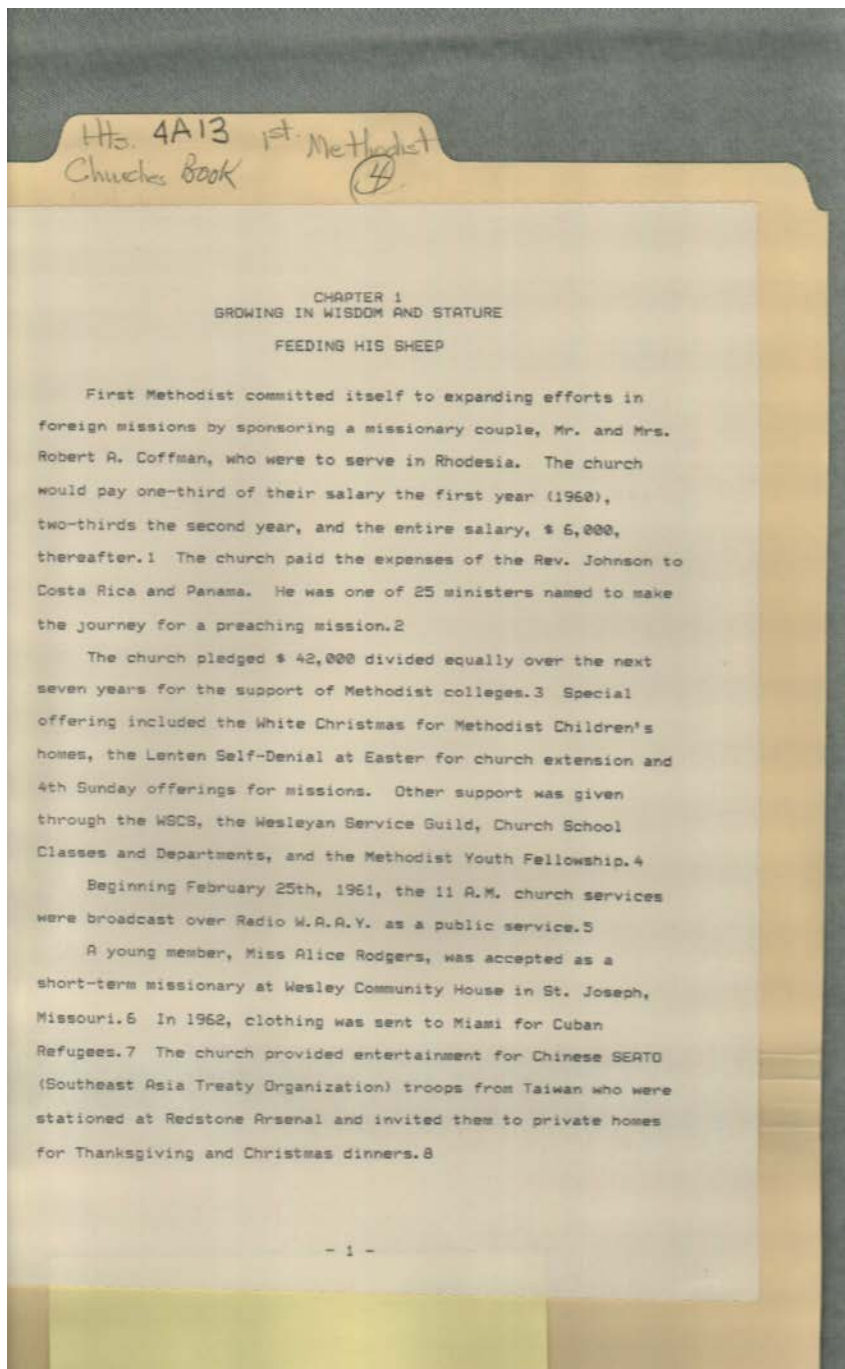 Hts. 4A13 1st. Methodist
Churches Book 4
CHAPTER 1
GROWING IN WISDOM AND STATURE
FEEDING HIS SHEEP
First Methodist committed itself to expanding efforts in
foreign missions by sponsoring a missionary couple, Mr. and Mrs.
Robert A. Coffman, who were to serve in Rhodesia. The church
would pay one-third of their salary the first year (1960),
two-thirds the second year, and the entire salary, $ 6,000,
thereafter.1 The church paid the expenses of the Rev. Johnson to
Costa Rica and Panama. He was one of 25 ministers named to make
the journey for a preaching mission.2
The church pledged $ 42,000 divided equally over the next
seven years for the support of Methodist colleges.3 Special
offering included the White Christmas for Methodist Children's
homes, the Lenten Self-Denial at Easter for church extension and
4th Sunday offerings for missions. Other support was given
through the WSCS, the Wesleyan Service Guild, Church School
Classes and Departments, and the Methodist Youth Fellowship.4
Beginning February 25th, 1961, the 11 A.M. church services
were broadcast over Radio W.A.A.Y. as a public service.5
A young member, Miss Alice Rodgers, was accepted as a
short-term missionary at Wesley Community House in St. Joseph,
Missouri.6 In 1962, clothing was sent to Miami for Cuban
Refugees.7 The church provided entertainment for Chinese SEATO
(Southeast Asia Treaty Organization) troops from Taiwan who were
stationed at Redstone Arsenal and invited them to private homes
for Thanksgiving and Christmas dinners.8
- 1 -